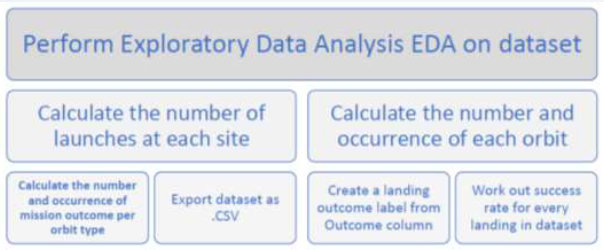 Perform Exploratory Data Analysis EDA on dataset
Calculate the number of
launches at each site
Calculate the number and
occurrence of each orbit
Calculate the number
and occurrence of
mission outcome per
orbit type
Export dataset as
.CSV
Create a landing
outcome label from
Outcome column
Work out success
rate for every
landing in dataset